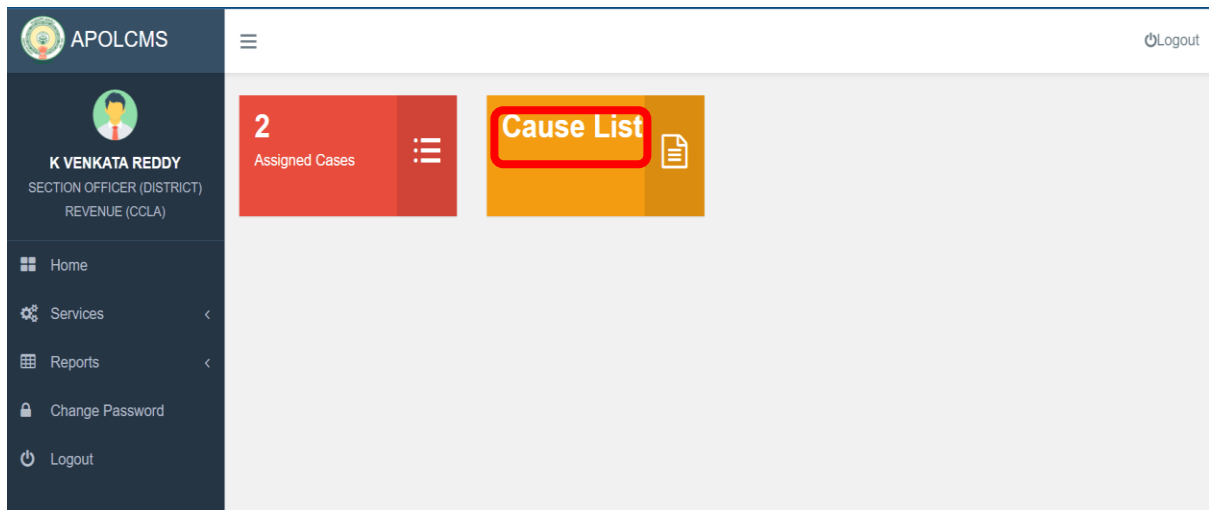 APOLCMS
Logout
K VENKATA REDDY
SECTION OFFICER (DISTRICT)
REVENUE (CCLA)
Home
Services
Reports
Change Password
Logout
2
Assigned Cases
Cause List